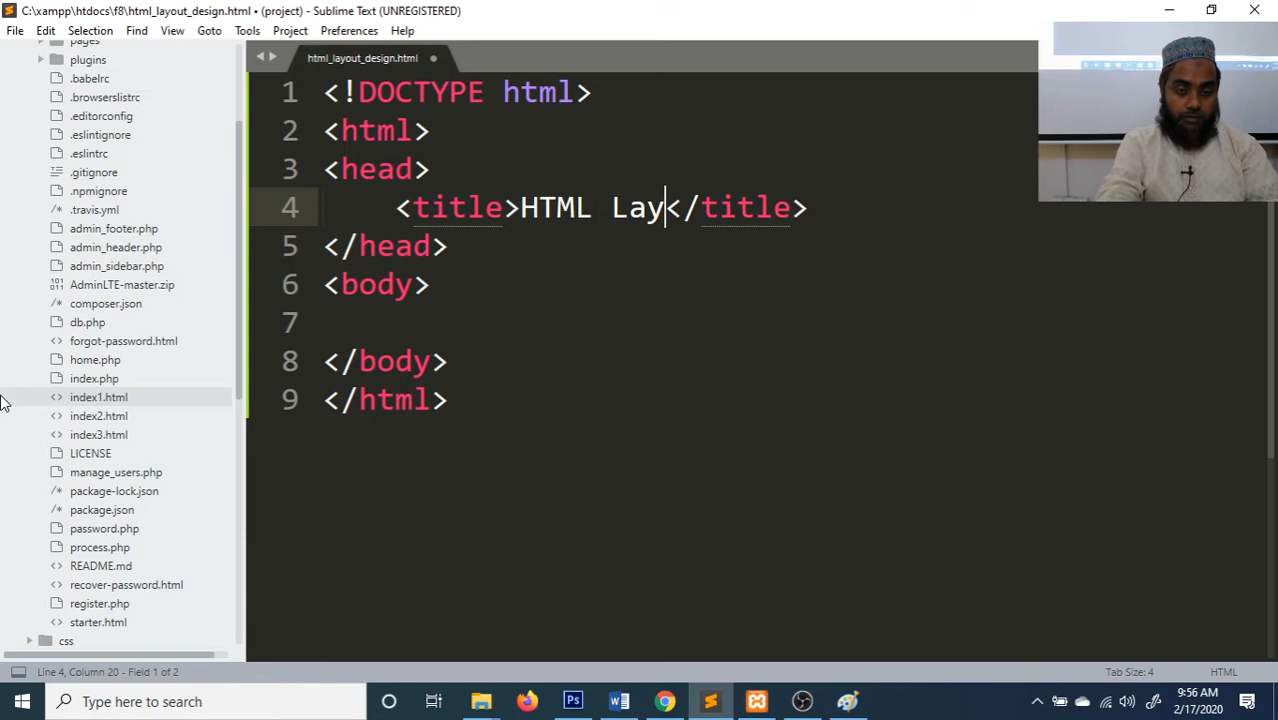 C:\xampp\htdocs\f8\html_layout_design.html • (project) - Sublime Text (UNREGISTERED)
File Edit Selection Find View Goto Tools Project Preferences Help
pages
plugins
.babelrc
.browserslistrc
.editorconfig
.eslintignore
.eslintrc
.gitignore
.npmignore
.travis.yml
admin_footer.php
admin_header.php
admin_sidebar.php
AdminLTE-master.zip
composer.json
db.php
forgot-password.html
home.php
index.php
index1.html
index2.html
index3.html
LICENSE
manage_users.php
package-lock.json
package.json
password.php
process.php
README.md
recover-password.html
register.php
starter.html
css
html_layout_design.html
1 <!DOCTYPE html>
2 <html>
3 <head>
4 <title>HTML Lay</title>
5 </head>
6 <body>
7
8 </body>
9 </html>
Line 4, Column 20 - Field 1 of 2 Tab Size: 4 HTML
Type here to search
9:56 AM
2/17/2020